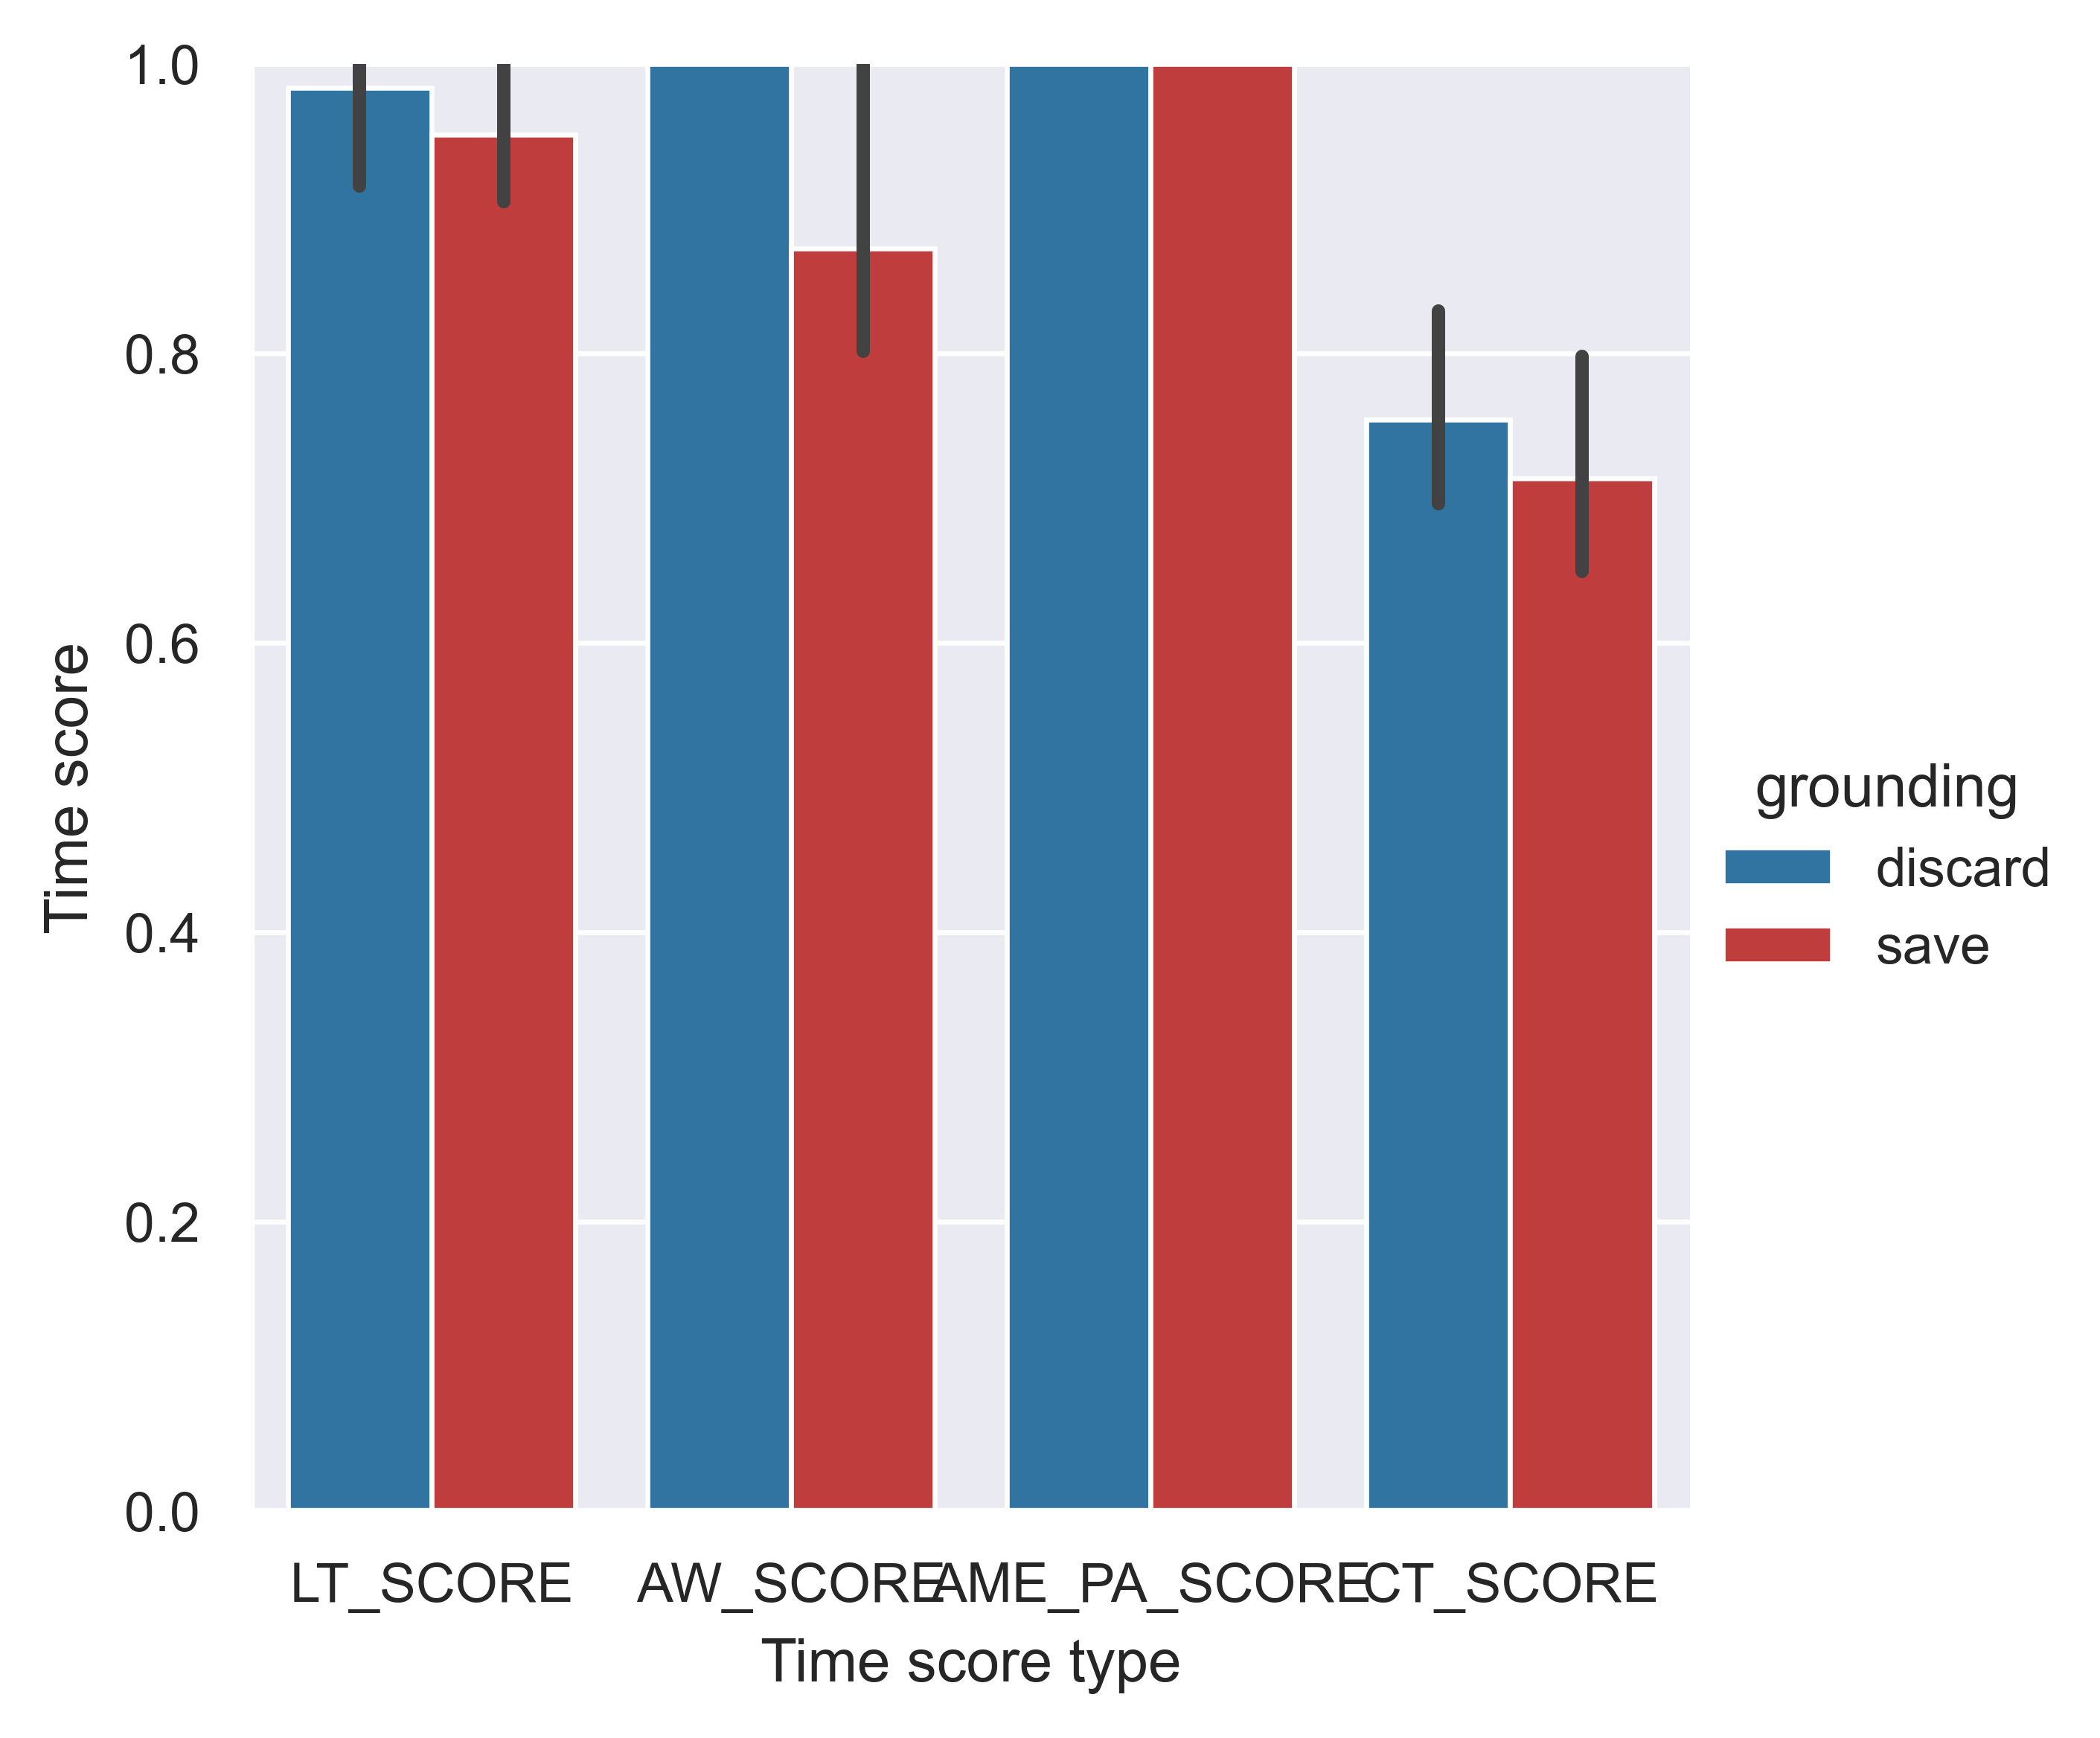 1.0
0.8
0.6
0.4
0.2
0.0
Time score
LT_SCORE
AW_SCORE
AME_PA_SCORE
CT_SCORE
Time score type
grounding
discard
save